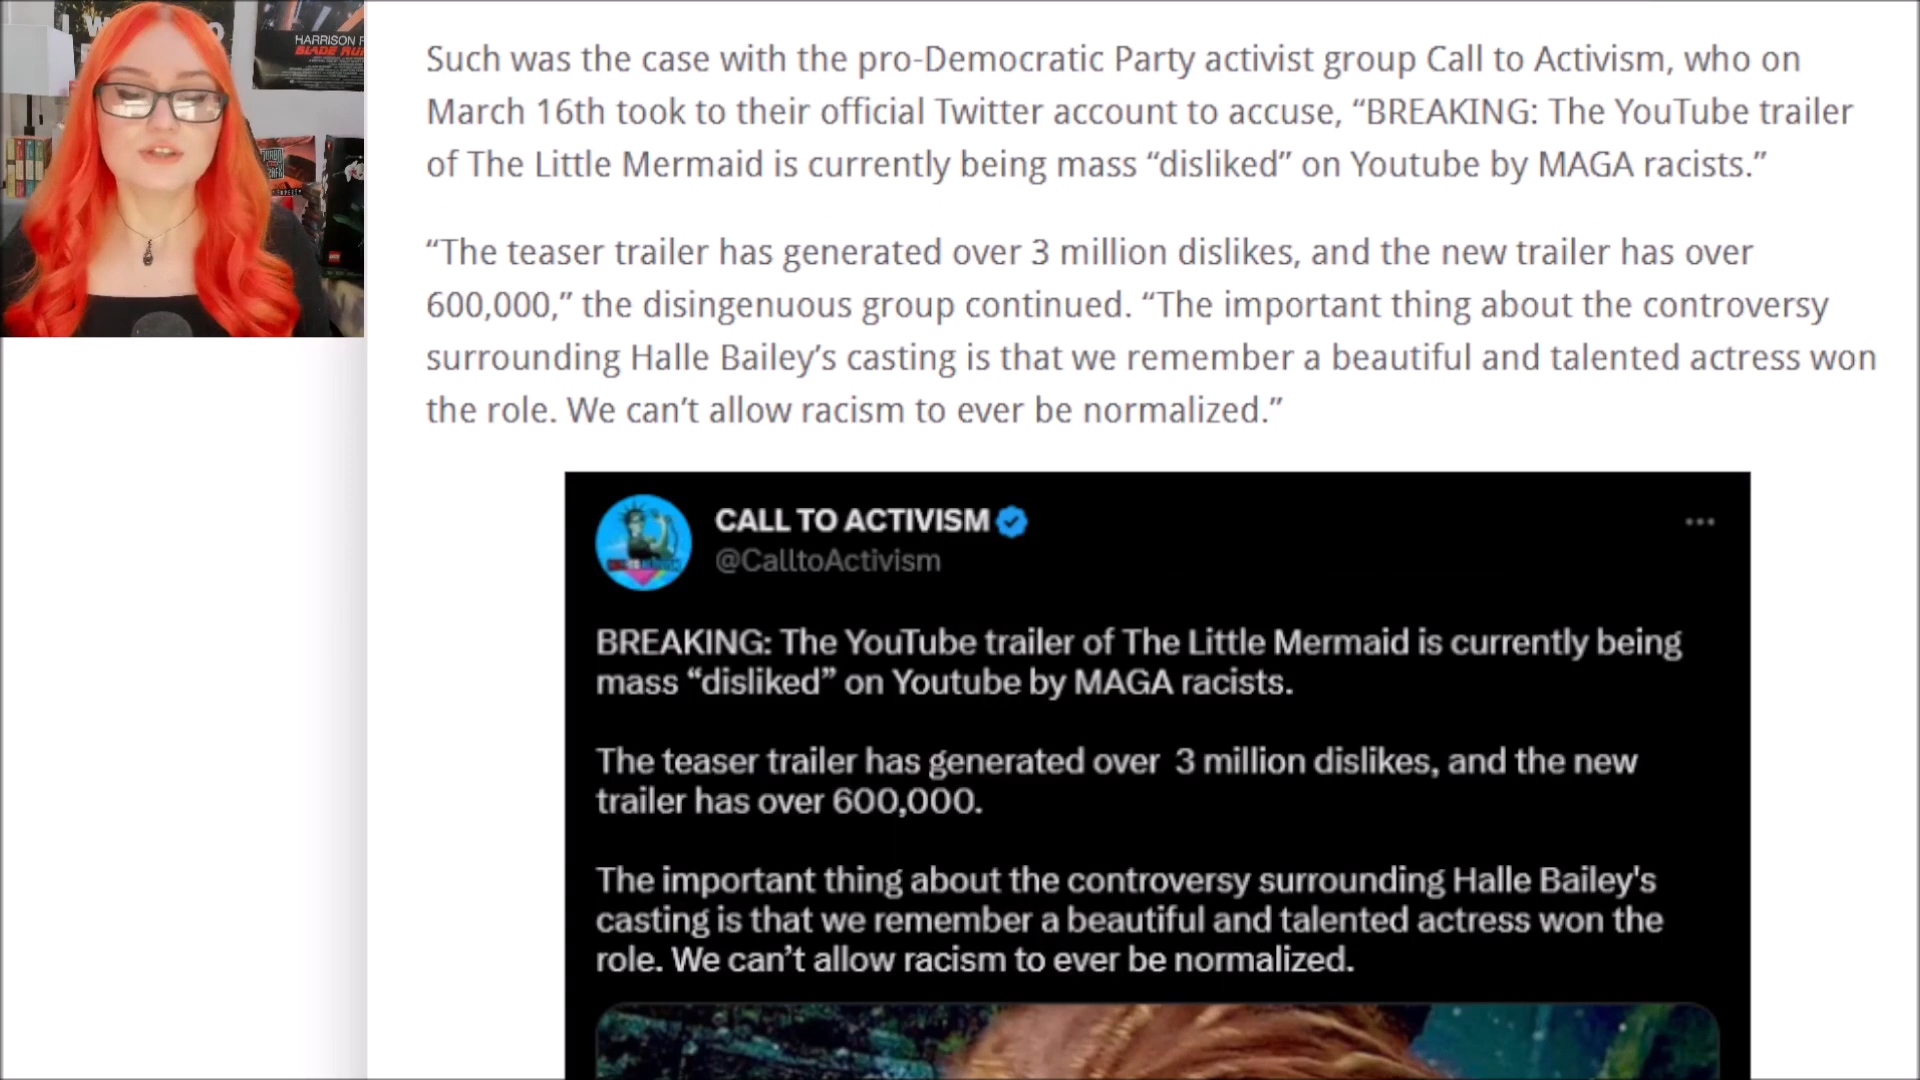 HARRISON F
BLADE RU
Such was the case with the pro-Democratic Party activist group Call to Activism, who on
March 16th took to their official Twitter account to accuse, “BREAKING: The YouTube trailer
of The Little Mermaid is currently being mass “disliked” on Youtube by MAGA racists.”
“The teaser trailer has generated over 3 million dislikes, and the new trailer has over
600,000,” the disingenuous group continued. “The important thing about the controversy
surrounding Halle Bailey’s casting is that we remember a beautiful and talented actress won
the role. We can’t allow racism to ever be normalized.”
CALL TO ACTIVISM
@CalltoActivism
BREAKING: The YouTube trailer of The Little Mermaid is currently being
mass “disliked” on Youtube by MAGA racists.
The teaser trailer has generated over  3 million dislikes, and the new
trailer has over 600,000.
The important thing about the controversy surrounding Halle Bailey's
casting is that we remember a beautiful and talented actress won the
role. We can’t allow racism to ever be normalized.